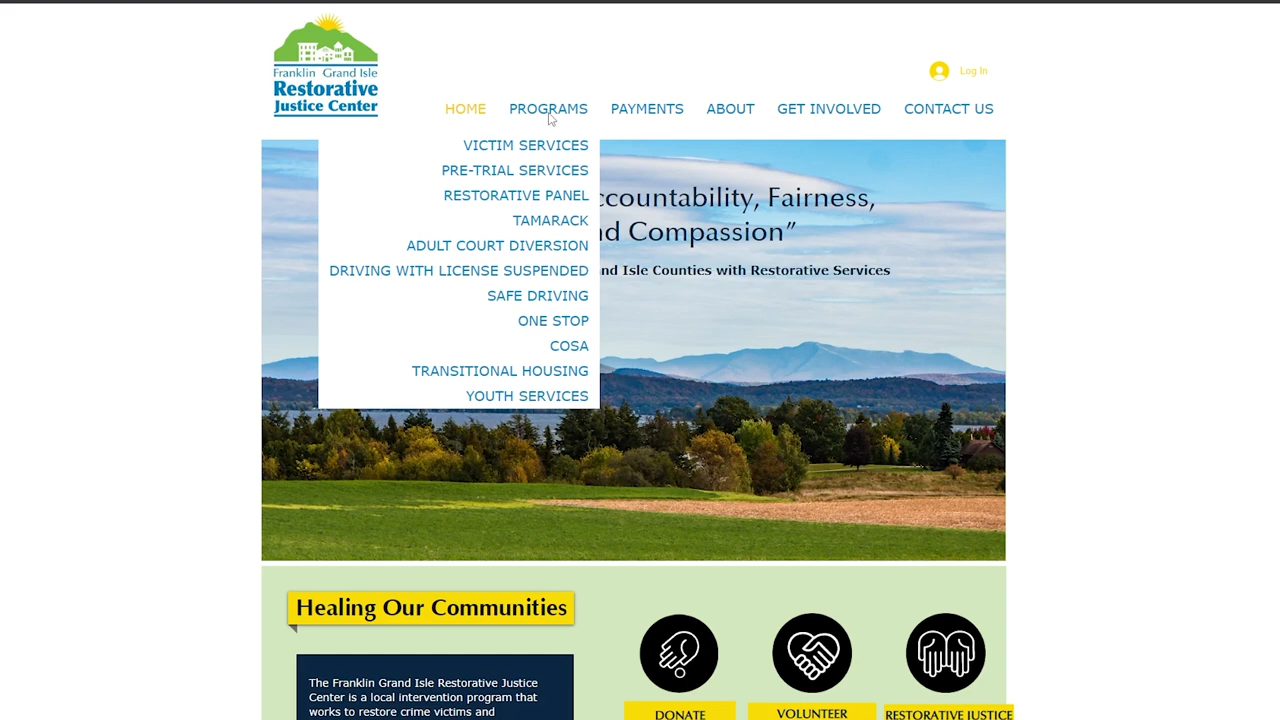 Franklin Grand Isle
Restorative
Justice Center
Log In
HOME PROGRAMS PAYMENTS ABOUT GET INVOLVED CONTACT US
VICTIM SERVICES
PRE-TRIAL SERVICES
RESTORATIVE PANEL
TAMARACK
ADULT COURT DIVERSION
DRIVING WITH LICENSE SUSPENDED
SAFE DRIVING
ONE STOP
COSA
TRANSITIONAL HOUSING
YOUTH SERVICES
Fairness,
Compassion”
Isle Counties with Restorative Services
Healing Our Communities
The Franklin Grand Isle Restorative Justice
Center is a local intervention program that
works to restore crime victims and
DONATE
VOLUNTEER
RESTORATIVE JUSTICE